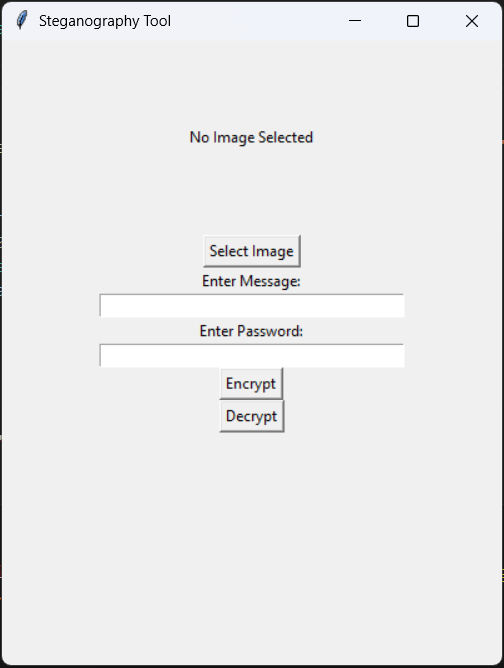 Steganography Tool
No Image Selected
Select Image
Enter Message:
Enter Password:
Encrypt
Decrypt